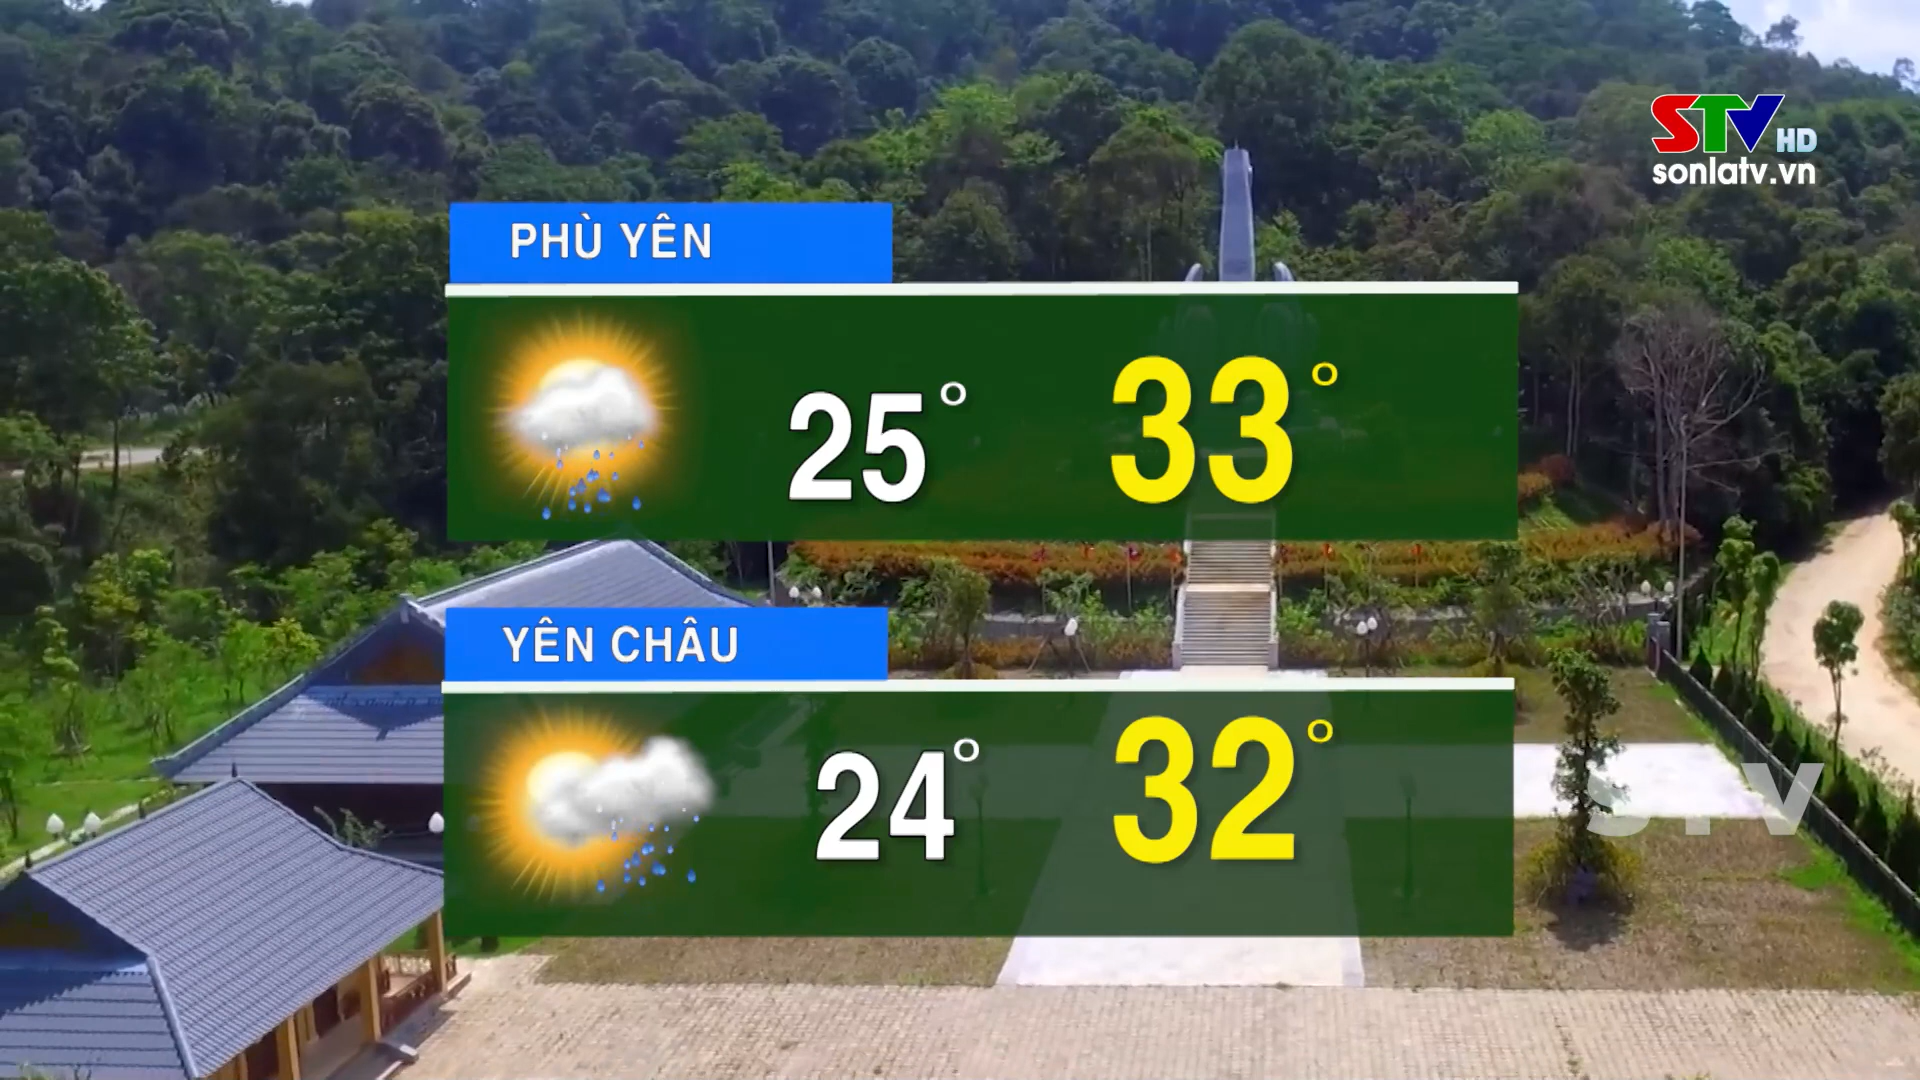 STV HD
sonlatv.vn
PHÙ YÊN
25° 33°
YÊN CHÂU
24° 32°
STV